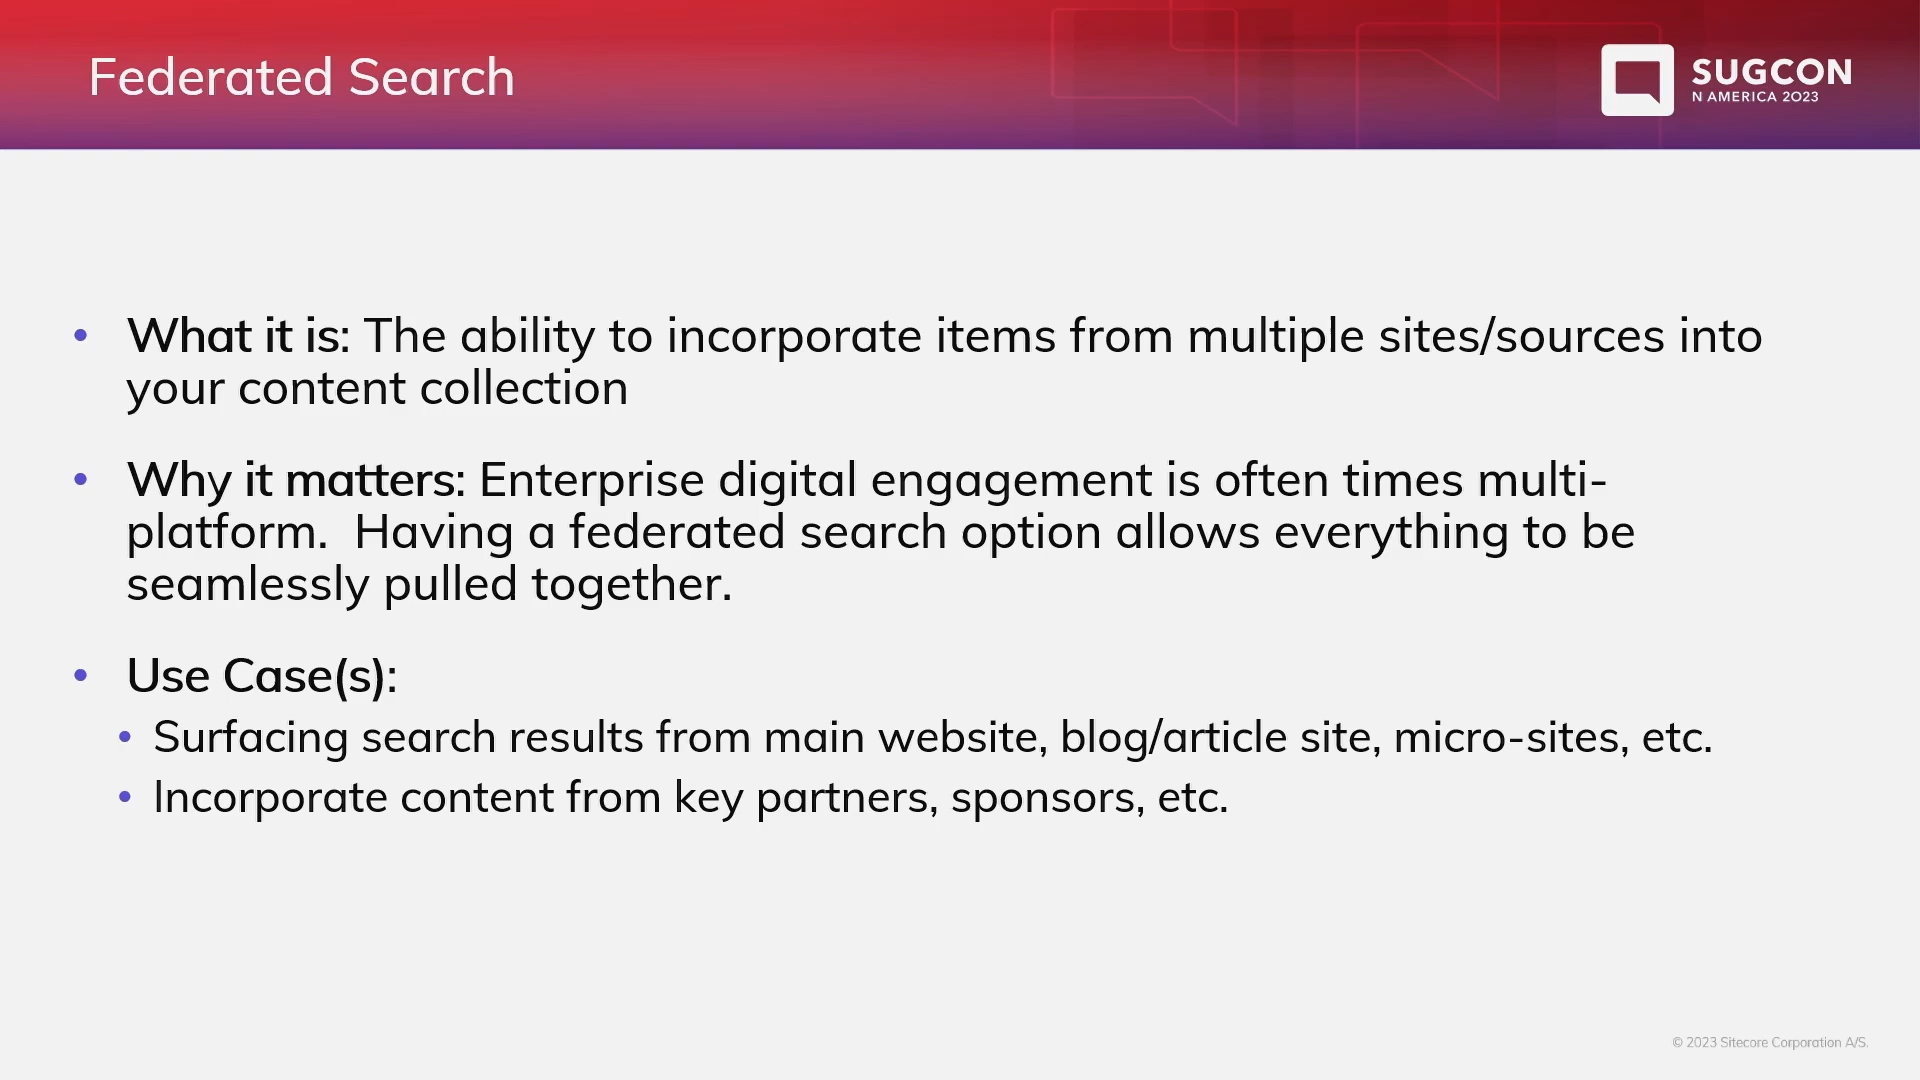 Federated Search
SUGCON
N AMERICA 2023
• What it is: The ability to incorporate items from multiple sites/sources into
your content collection
• Why it matters: Enterprise digital engagement is often times multi-
platform.  Having a federated search option allows everything to be
seamlessly pulled together.
• Use Case(s):
• Surfacing search results from main website, blog/article site, micro-sites, etc.
• Incorporate content from key partners, sponsors, etc.
© 2023 Sitecore Corporation A/S.